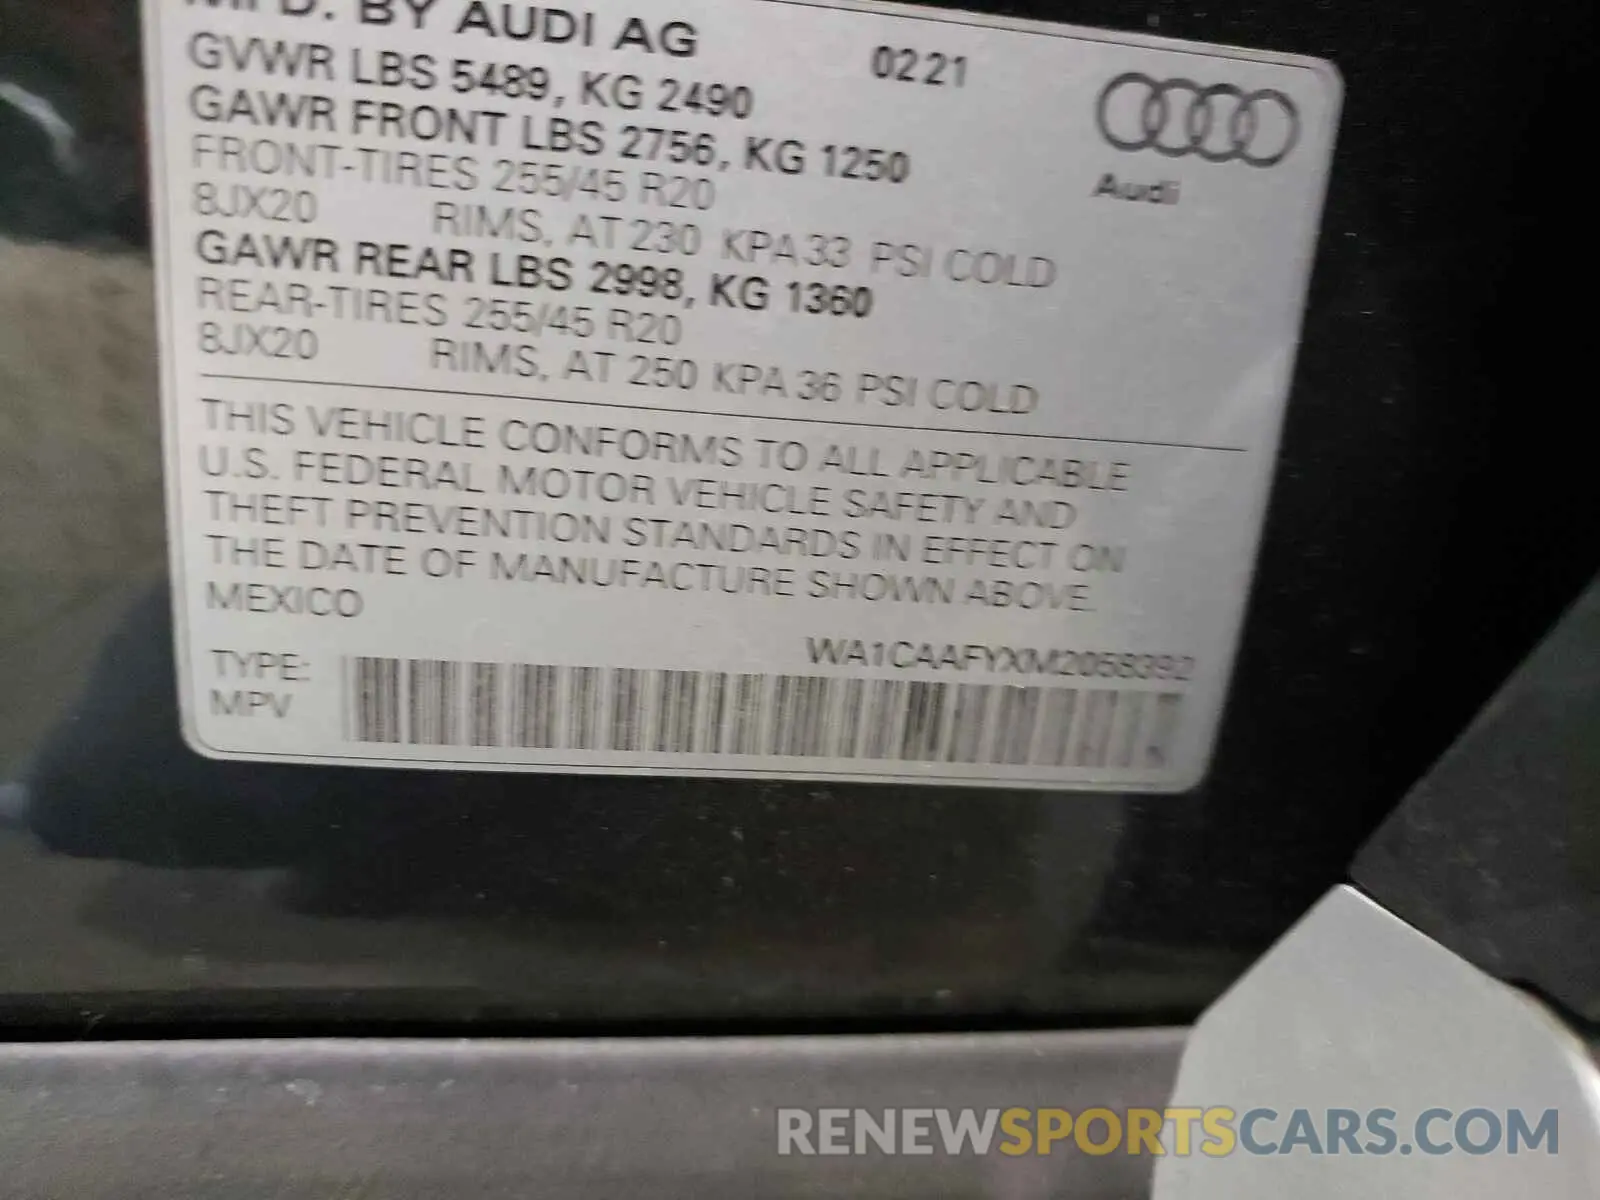 MFD. BY AUDI AG 0221
GVWR LBS 5489, KG 2490
GAWR FRONT LBS 2756, KG 1250
FRONT-TIRES 255/45 R20
8JX20 RIMS, AT 230 KPA 33 PSI COLD
GAWR REAR LBS 2998, KG 1360
REAR-TIRES 255/45 R20
8JX20 RIMS, AT 250 KPA 36 PSI COLD
Audi
THIS VEHICLE CONFORMS TO ALL APPLICABLE
U.S. FEDERAL MOTOR VEHICLE SAFETY AND
THEFT PREVENTION STANDARDS IN EFFECT ON
THE DATE OF MANUFACTURE SHOWN ABOVE.
MEXICO
WA1CAAFYXM2058392
TYPE:
MPV
RENEWSPORTSCARS.COM